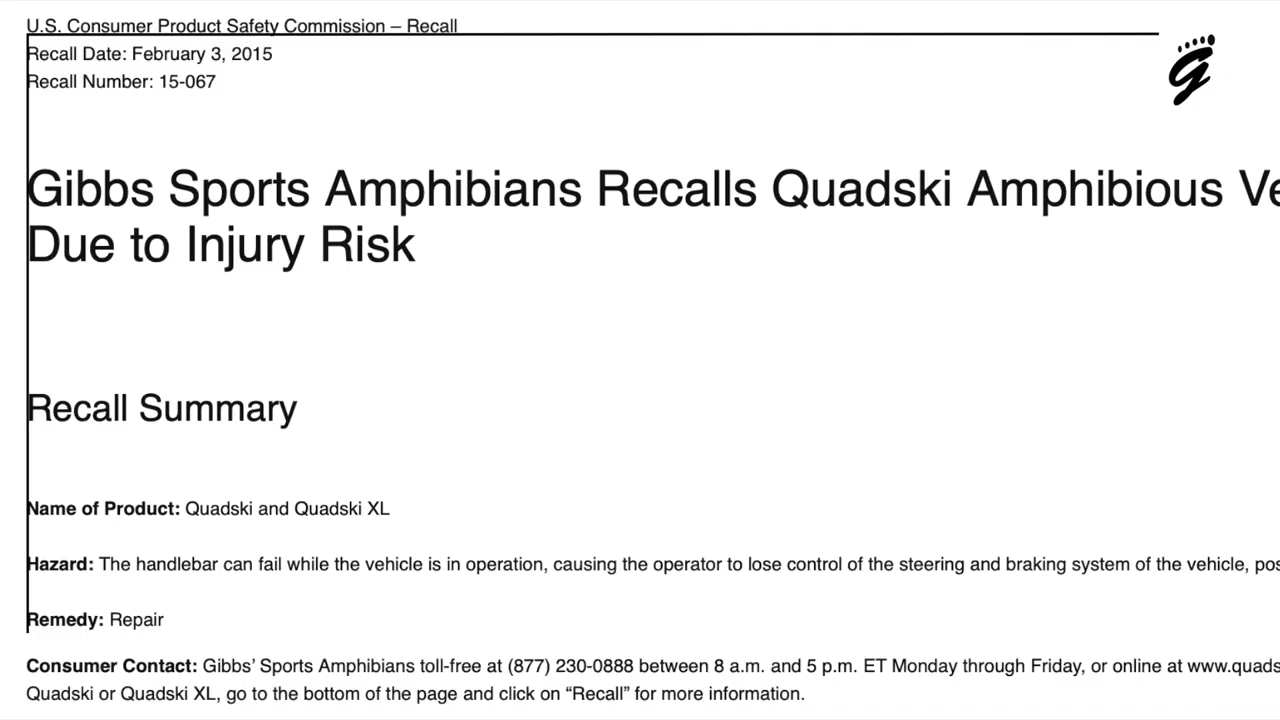 U.S. Consumer Product Safety Commission – Recall
Recall Date: February 3, 2015
Recall Number: 15-067
Gibbs Sports Amphibians Recalls Quadski Amphibious Ve
Due to Injury Risk
Recall Summary
Name of Product: Quadski and Quadski XL
Hazard: The handlebar can fail while the vehicle is in operation, causing the operator to lose control of the steering and braking system of the vehicle, pos
Remedy: Repair
Consumer Contact: Gibbs’ Sports Amphibians toll-free at (877) 230-0888 between 8 a.m. and 5 p.m. ET Monday through Friday, or online at www.quads
Quadski or Quadski XL, go to the bottom of the page and click on “Recall” for more information.